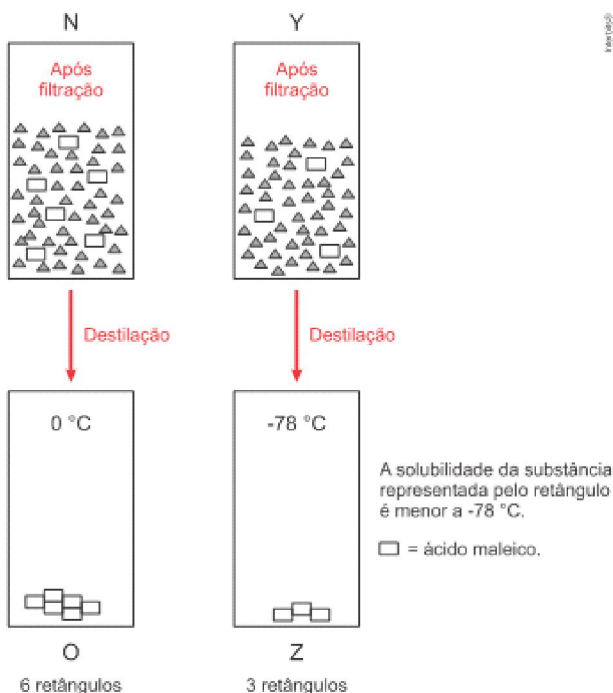 N
Y
Interbits®
Após
filtração
Após
filtração
Destilação
Destilação
0 °C
-78 °C
A solubilidade da substância
representada pelo retângulo
é menor a -78 °C.
= ácido maleico.
O
Z
6 retângulos
3 retângulos